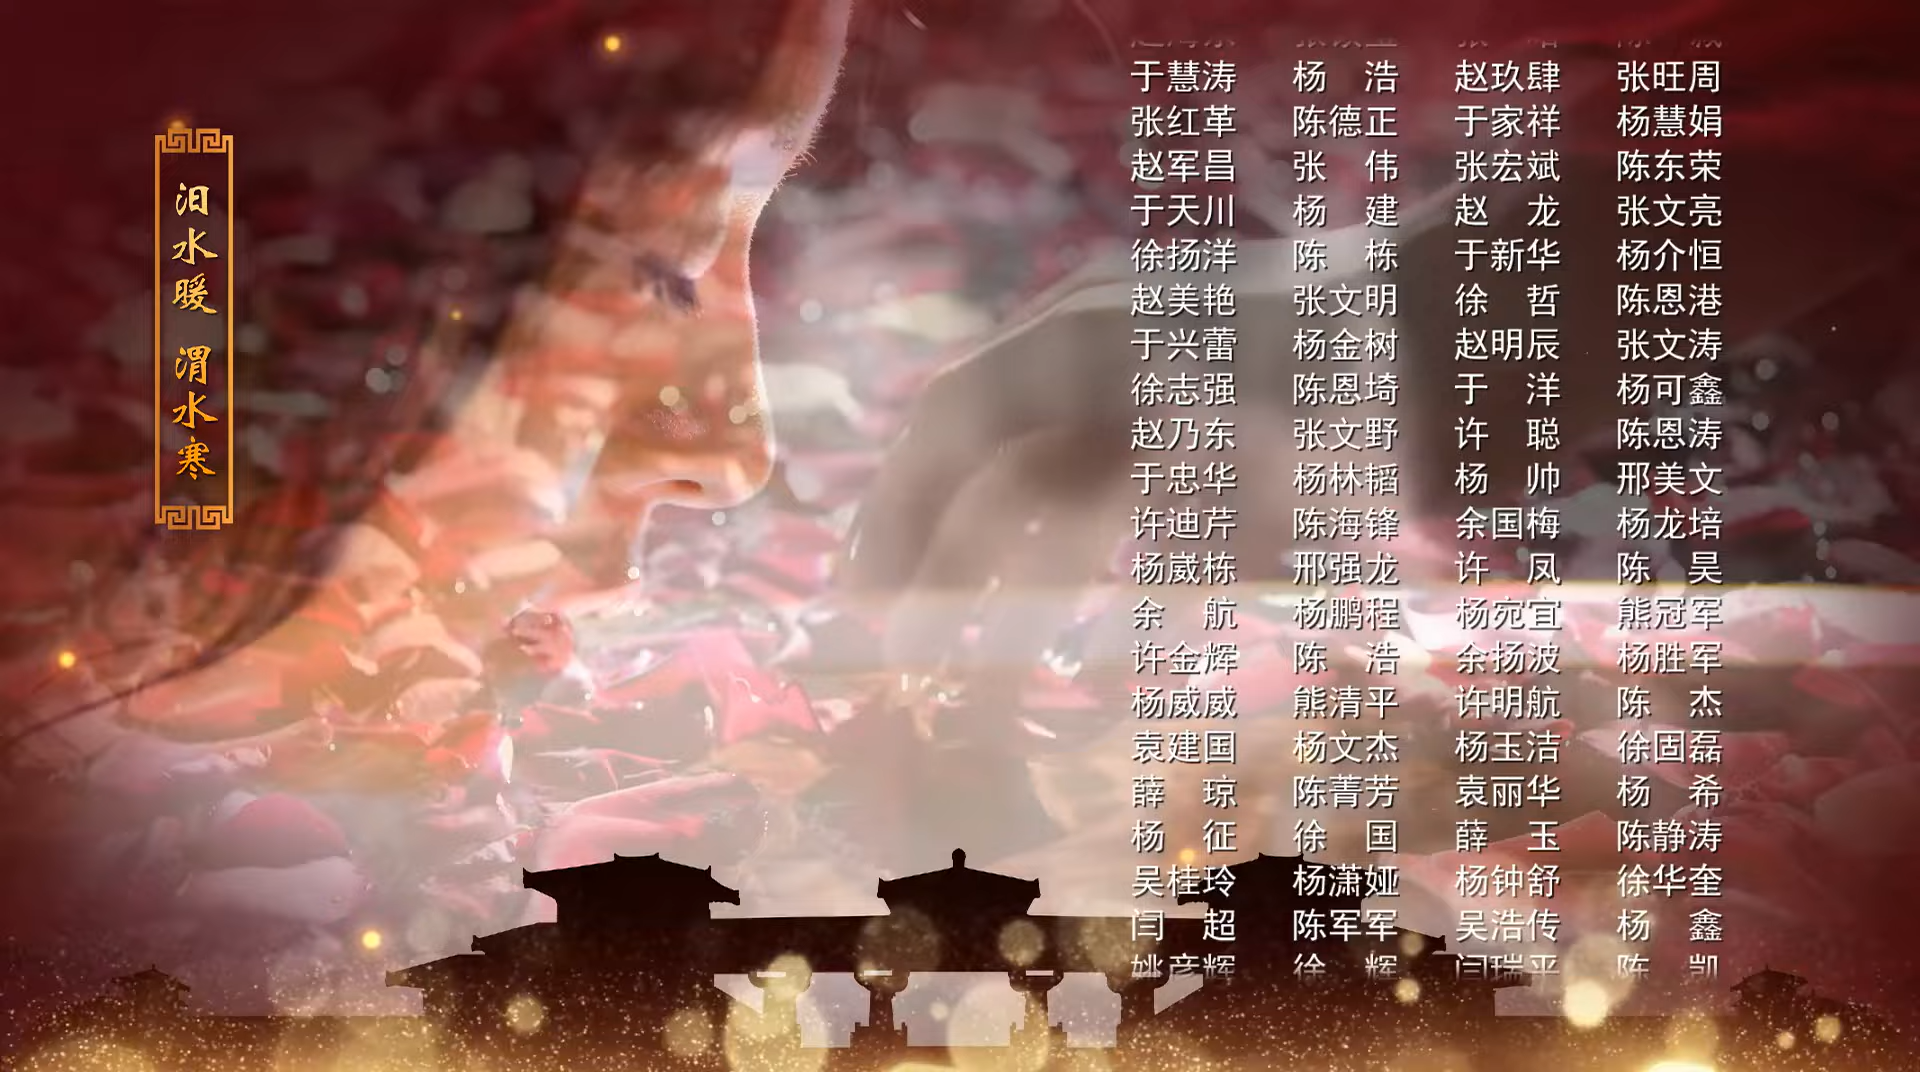 汨水暖 渭水寒
于慧涛 杨 浩 赵玖肆 张旺周
张红革 陈德正 于家祥 杨慧娟
赵军昌 张 伟 张宏斌 陈东荣
于天川 杨 建 赵 龙 张文亮
徐扬洋 陈 栋 于新华 杨介恒
赵美艳 张文明 徐 哲 陈恩港
于兴蕾 杨金树 赵明辰 张文涛
徐志强 陈恩埼 于 洋 杨可鑫
赵乃东 张文野 许 聪 陈恩涛
于忠华 杨林韬 杨 帅 邢美文
许迪芹 陈海锋 余国梅 杨龙培
杨崴栋 邢强龙 许 凤 陈 昊
余 航 杨鹏程 杨宛宜 熊冠军
许金辉 陈 浩 余扬波 杨胜军
杨威威 熊清平 许明航 陈 杰
袁建国 杨文杰 杨玉洁 徐固磊
薛 琼 陈菁芳 袁丽华 杨 希
杨 征 徐 国 薛 玉 陈静涛
吴桂玲 杨潇娅 杨钟舒 徐华奎
闫 超 陈军军 吴浩传 杨 鑫
姚彦辉 徐 辉 闫瑞平 陈 凯